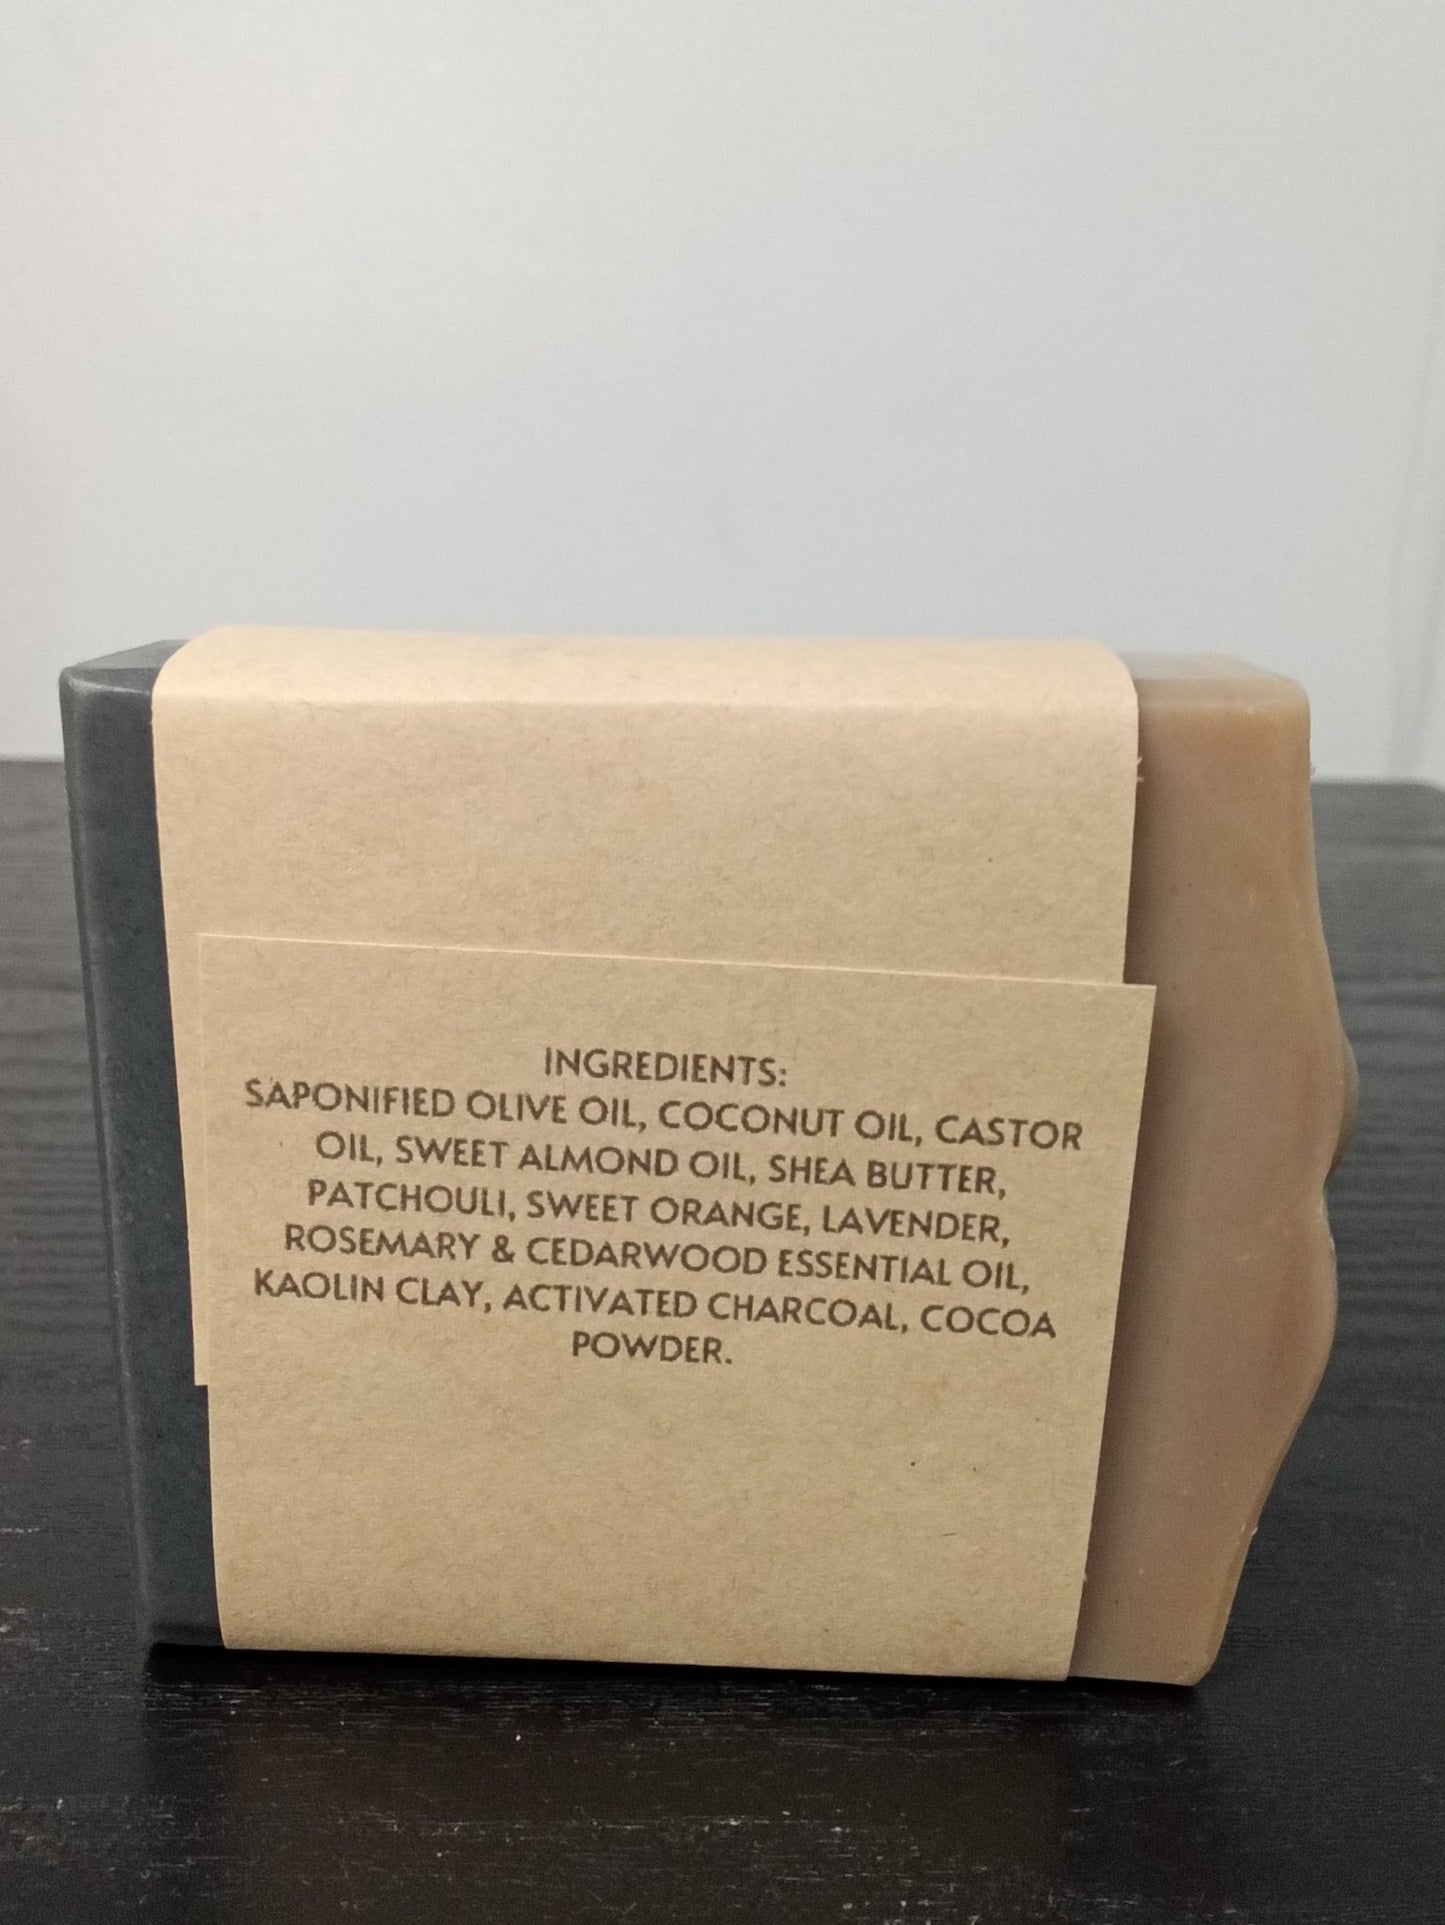 INGREDIENTS:
SAPONIFIED OLIVE OIL, COCONUT OIL, CASTOR
OIL, SWEET ALMOND OIL, SHEA BUTTER,
PATCHOULI, SWEET ORANGE, LAVENDER,
ROSEMARY & CEDARWOOD ESSENTIAL OIL,
KAOLIN CLAY, ACTIVATED CHARCOAL, COCOA
POWDER.